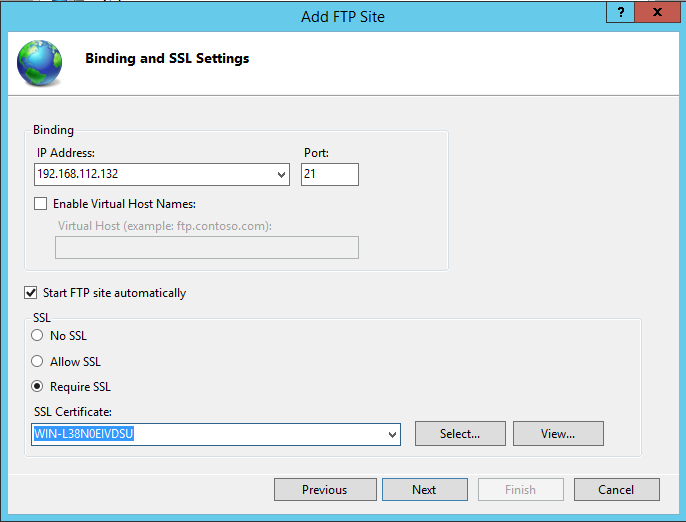 Add FTP Site
?
x
Binding and SSL Settings
Binding
IP Address:
Port:
192.168.112.132
21
Enable Virtual Host Names:
Virtual Host (example: ftp.contoso.com):
Start FTP site automatically
SSL
No SSL
Allow SSL
Require SSL
SSL Certificate:
WIN-L38N0EIVDSU
Select...
View...
Previous
Next
Finish
Cancel